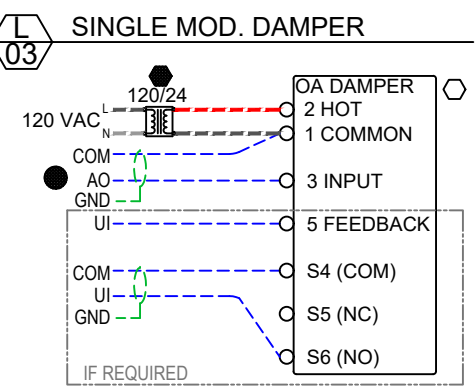 L
03
SINGLE MOD. DAMPER
120/24
120 VAC
L
N
OA DAMPER
2 HOT
1 COMMON
COM
AO
3 INPUT
GND
UI
5 FEEDBACK
COM
S4 (COM)
UI
GND
S5 (NC)
S6 (NO)
IF REQUIRED